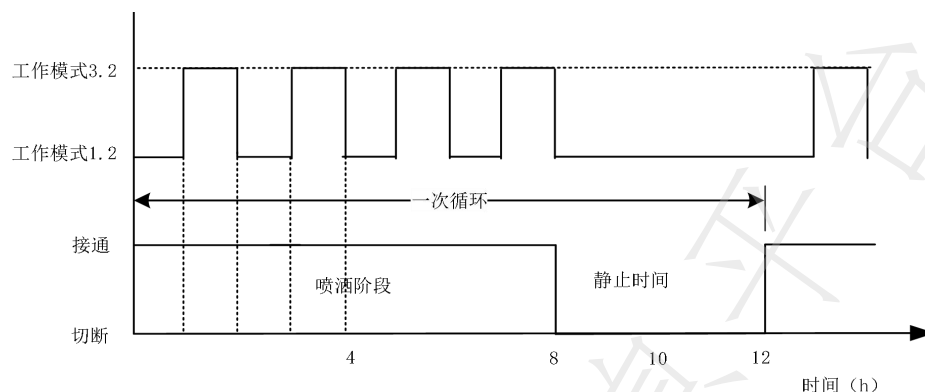 工作模式3.2
工作模式1.2
一次循环
接通
喷洒阶段
静止时间
切断
4
8
10
12
时间（h）